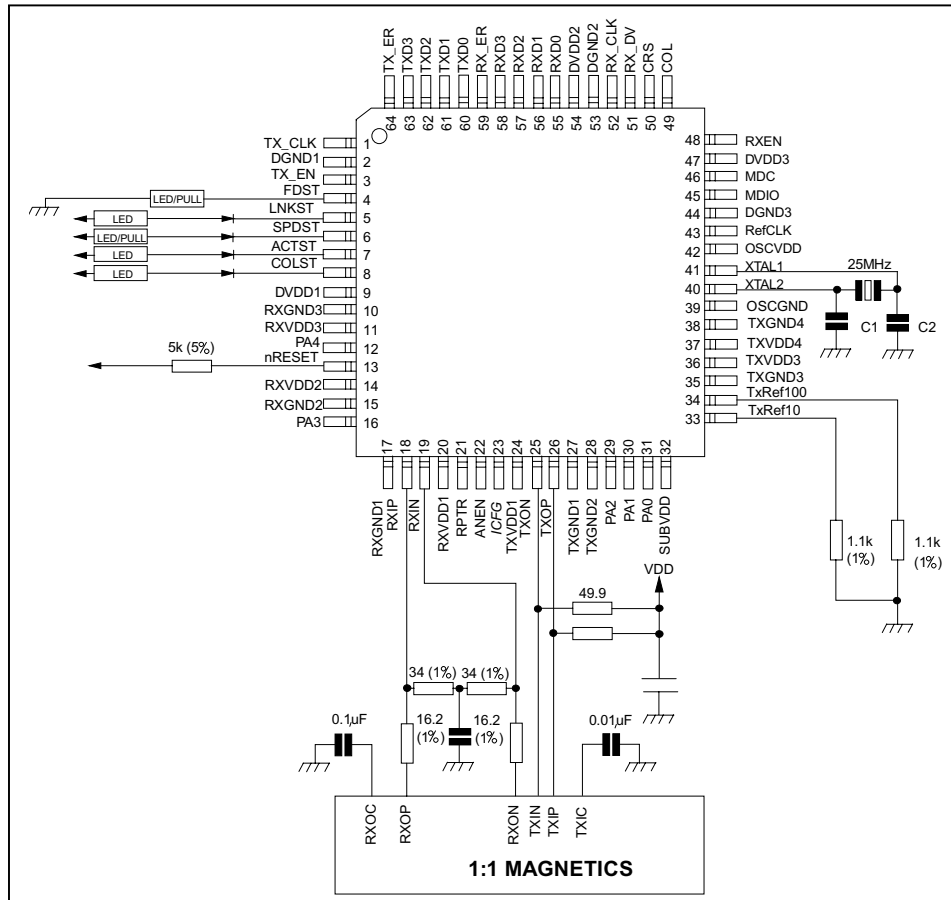 TX_ER
TXD3
TXD2
TXD1
TXD0
RX_ER
RXD3
RXD2
RXD1
RXD0
DVDD2
DGND2
RX_CLK
RX_DV
CRS
COL
64
63
62
61
60
59
58
57
56
55
54
53
52
51
50
49
TX_CLK 1
DGND1 2
TX_EN 3
FDST 4
LNKST 5
SPDST 6
ACTST 7
COLST 8
DVDD1 9
RXGND3 10
RXVDD3 11
PA4 12
nRESET 13
RXVDD2 14
RXGND2 15
PA3 16
LED/PULL
LED
LED/PULL
LED
LED
5k (5%)
48 RXEN
47 DVDD3
46 MDC
45 MDIO
44 DGND3
43 RefCLK
42 OSCVDD
41 XTAL1
40 XTAL2
39 OSCGND
38 TXGND4
37 TXVDD4
36 TXVDD3
35 TXGND3
34 TxRef100
33 TxRef10
25MHz
C1
C2
17
18
19
20
21
22
23
24
25
26
27
28
29
30
31
32
RXGND1
RXIP
RXIN
RXVDD1
RPTR
ANEN
ICFG
TXVDD1
TXON
TXOP
TXGND1
TXGND2
PA2
PA1
PA0
SUBVDD
1.1k
(1%)
1.1k
(1%)
VDD
49.9
34 (1%)
34 (1%)
0.1µF
16.2
(1%)
16.2
(1%)
0.01µF
RXOC
RXOP
RXON
TXIN
TXIP
TXIC
1:1 MAGNETICS